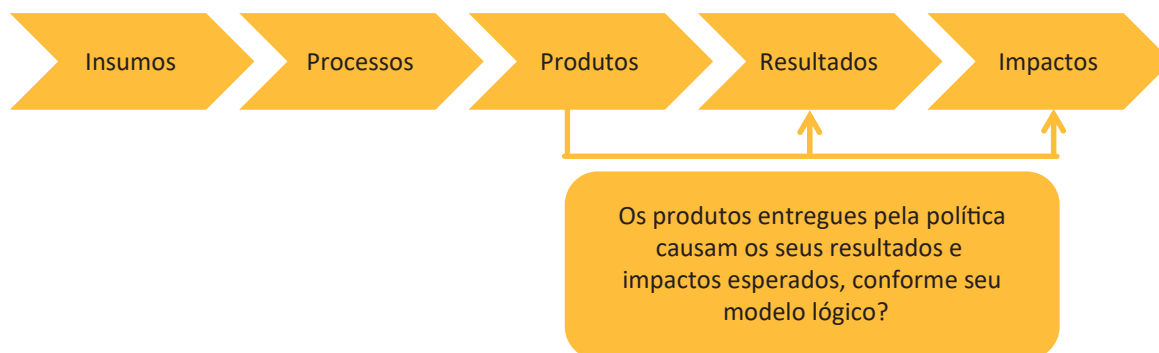 Insumos
Processos
Produtos
Resultados
Impactos
Os produtos entregues pela política
causam os seus resultados e
impactos esperados, conforme seu
modelo lógico?